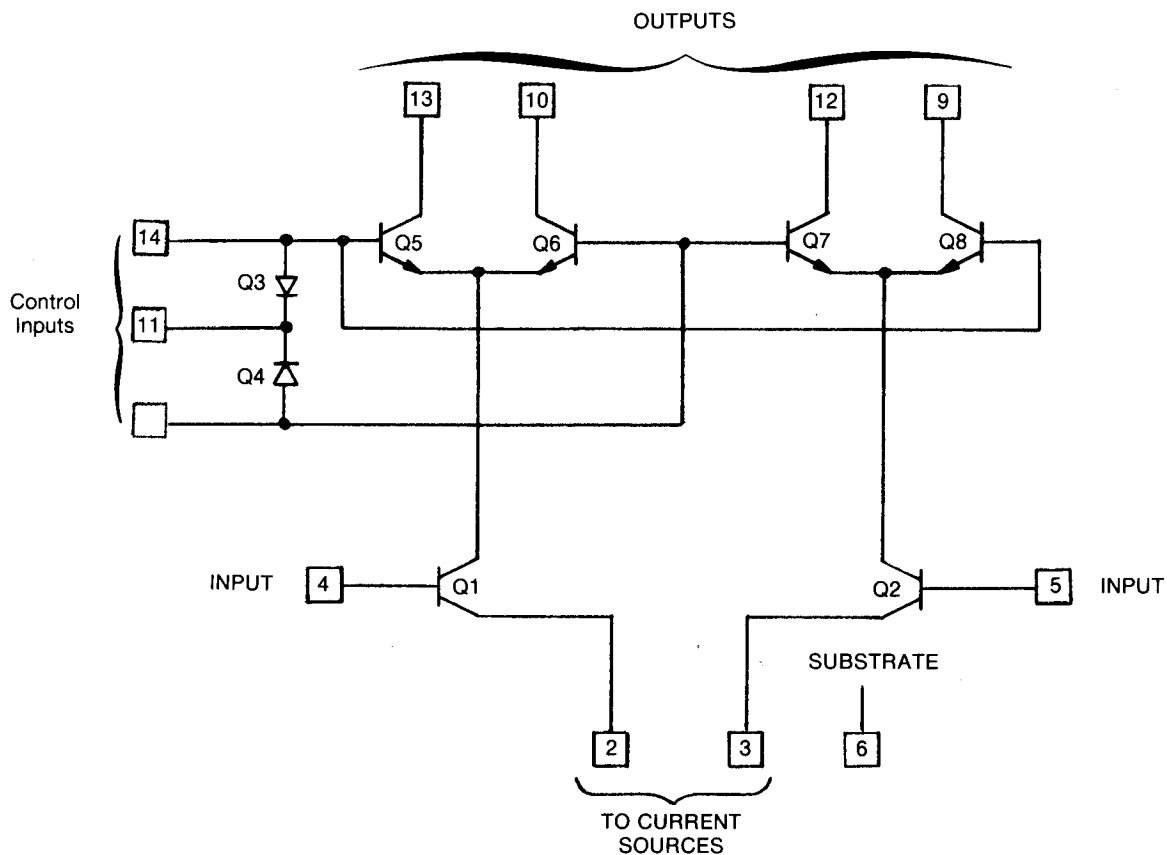 OUTPUTS
13
10
12
9
14
Q5
Q6
Q7
Q8
Q3
Control
Inputs
11
Q4
INPUT
4
Q1
Q2
5
INPUT
SUBSTRATE
2
3
6
TO CURRENT
SOURCES